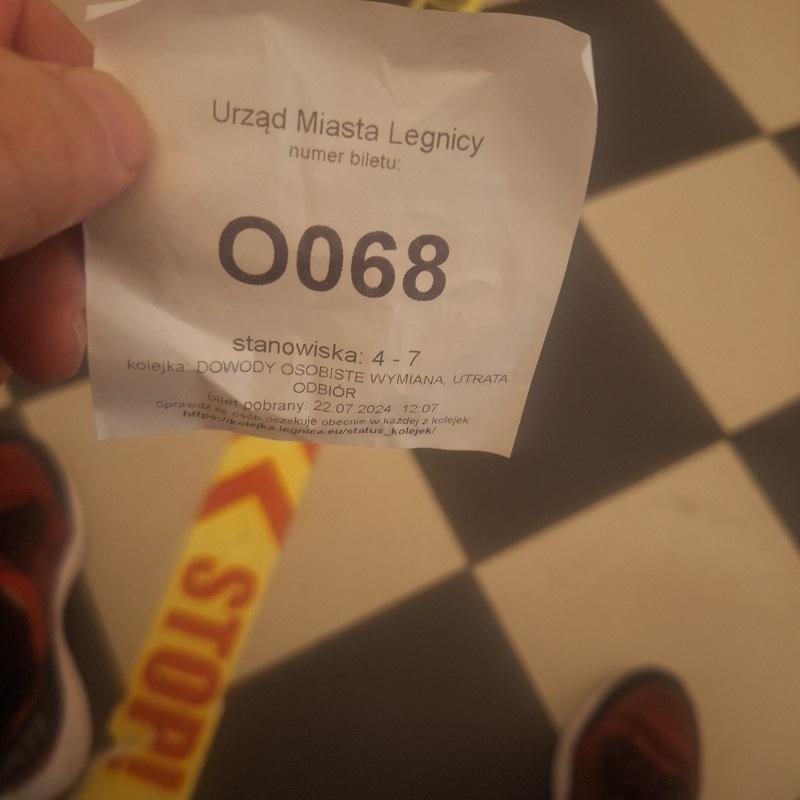 Urząd Miasta Legnicy
numer biletu:
O068
stanowiska: 4 - 7
kolejka: DOWODY OSOBISTE WYMIANA, UTRATA
ODBIÓR
bilet pobrany: 22.07.2024 12:07
Sprawdź ile osób oczekuje obecnie w każdej z kolejek
https://kolejka.legnica.eu/status_kolejek/
STOP!